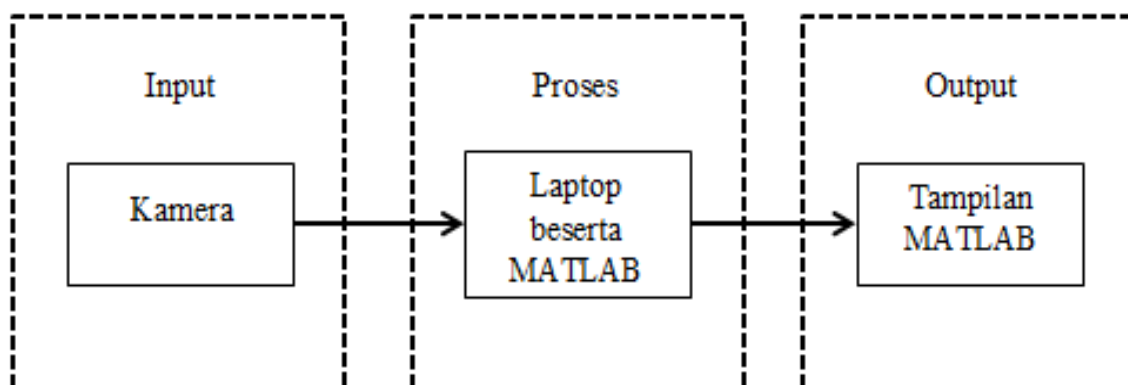 Input
Kamera
Proses
Laptop
beserta
MATLAB
Output
Tampilan
MATLAB